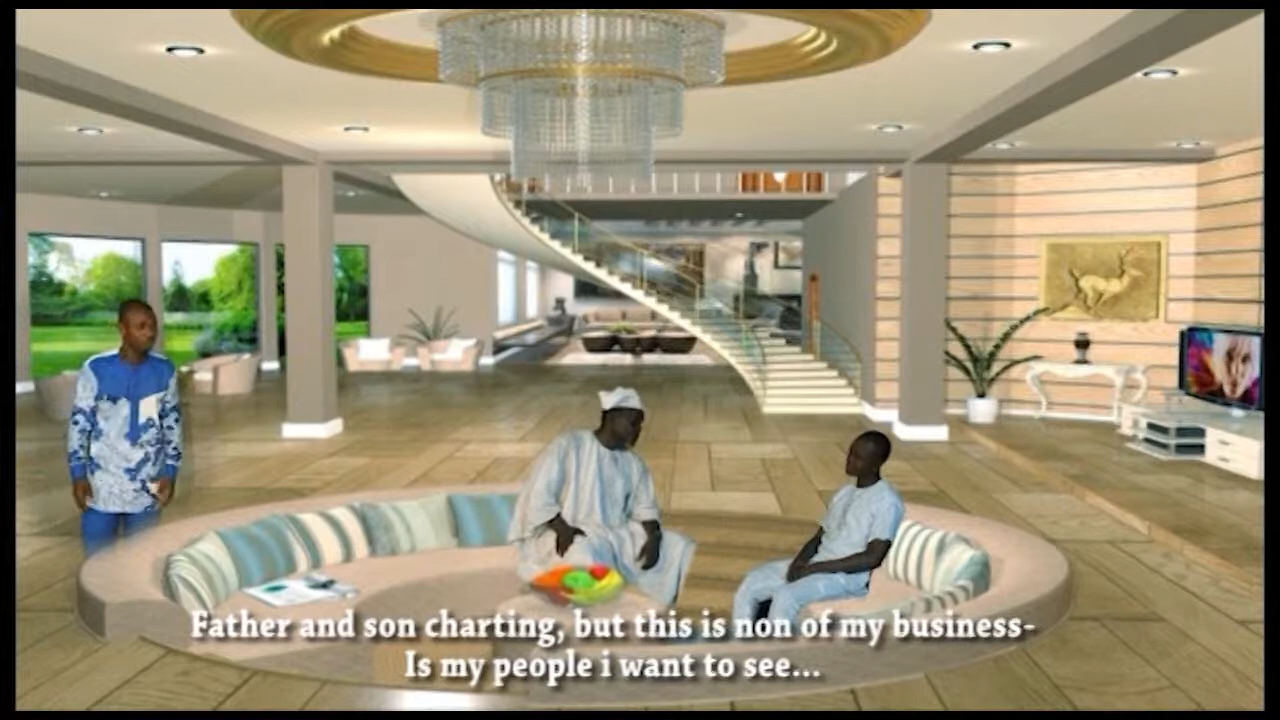 Father and son charting, but this is non of my business-
Is my people i want to see...